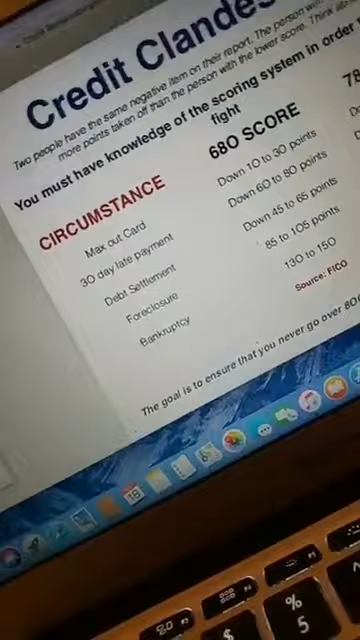 Credit Clandes
Two people have the same negative item on their report. The person with
more points taken off than the person with the lower score. Think
You must have knowledge of the scoring system in order
fight
CIRCUMSTANCE 680 SCORE 78
Max out Card Down 10 to 30 points
30 day late payment Down 60 to 80 points
Debt Settlement Down 45 to 65 points
Foreclosure 85 to 105 points
Bankruptcy 130 to 150
Source: FICO
The goal is to ensure that you never go over 80
18
%
5
$